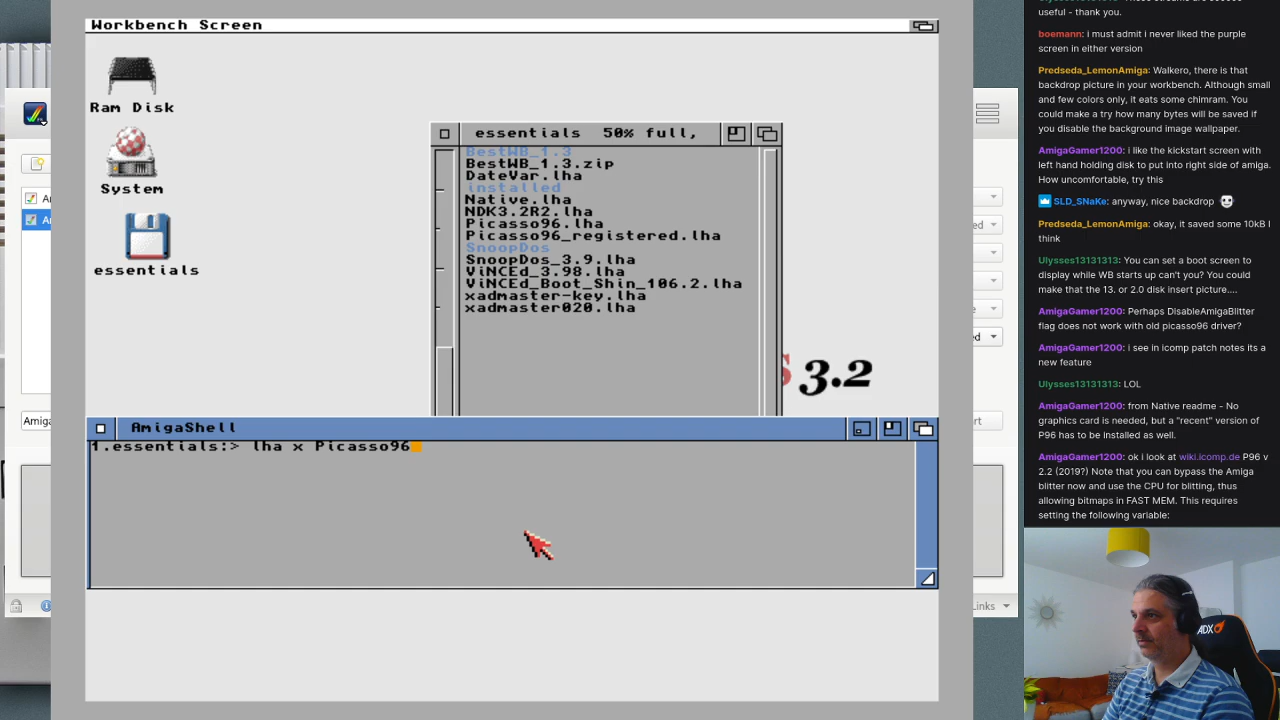 Workbench Screen
Ram Disk
System
essentials
essentials 50% full,
BestWB_1.3
BestWB_1.3.zip
DateVar.lha
installed
Native.lha
NDK3.2R2.lha
Picasso96.lha
Picasso96_registered.lha
SnoopDos
SnoopDos_3.9.lha
ViNCEd_3.98.lha
ViNCEd_Boot_Shin_106.2.lha
xadmaster-key.lha
xadmaster020.lha
3.2
AmigaShell
1.essentials:> lha x Picasso96
Amiga
Links
useful - thank you.
boemann: i must admit i never liked the purple
screen in either version
Predseda_LemonAmiga: Walkero, there is that
backdrop picture in your workbench. Although small
and few colors only, it eats some chimram. You
could make a try how many bytes will be saved if
you disable the background image wallpaper.
AmigaGamer1200: i like the kickstart screen with
left hand holding disk to put into right side of amiga.
How uncomfortable, try this
SLD_SNaKe: anyway, nice backdrop
Predseda_LemonAmiga: okay, it saved some 10kB I
think
Ulysses13131313: You can set a boot screen to
display while WB starts up can't you? You could
make that the 13. or 2.0 disk insert picture....
AmigaGamer1200: Perhaps DisableAmigaBlitter
flag does not work with old picasso96 driver?
AmigaGamer1200: i see in icomp patch notes its a
new feature
Ulysses13131313: LOL
AmigaGamer1200: from Native readme - No
graphics card is needed, but a "recent" version of
P96 has to be installed as well.
AmigaGamer1200: ok i look at wiki.icomp.de P96 v
2.2 (2019?) Note that you can bypass the Amiga
blitter now and use the CPU for blitting, thus
allowing bitmaps in FAST MEM. This requires
setting the following variable:
ADX